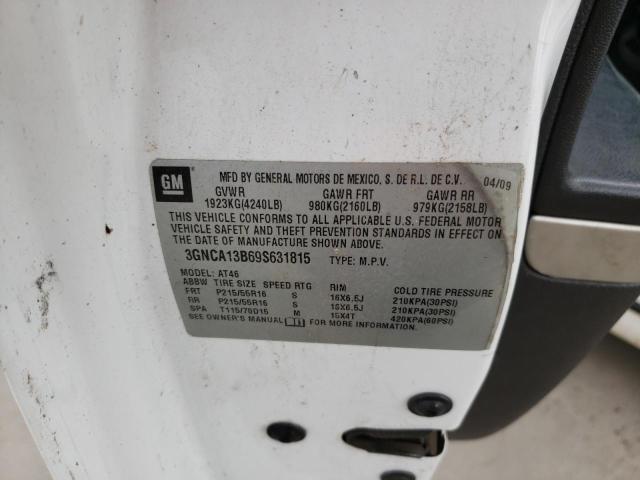 GM
MFD BY GENERAL MOTORS DE MEXICO, S. DE R.L. DE C.V. 04/09
GVWR GAWR FRT GAWR RR
1923KG(4240LB) 980KG(2160LB) 979KG(2158LB)
THIS VEHICLE CONFORMS TO ALL APPLICABLE U.S. FEDERAL MOTOR
VEHICLE SAFETY AND THEFT PREVENTION STANDARDS IN EFFECT ON
THE DATE OF MANUFACTURE SHOWN ABOVE.
3GNCA13B69S631815 TYPE: M.P.V.
MODEL: AT46
ABBW TIRE SIZE SPEED RTG RIM COLD TIRE PRESSURE
FRT P215/55R16 S 16X6.5J 210KPA(30PSI)
RR P215/55R16 S 16X6.5J 210KPA(30PSI)
SPA T115/70D15 M 15X4T 420KPA(60PSI)
SEE OWNER'S MANUAL FOR MORE INFORMATION.